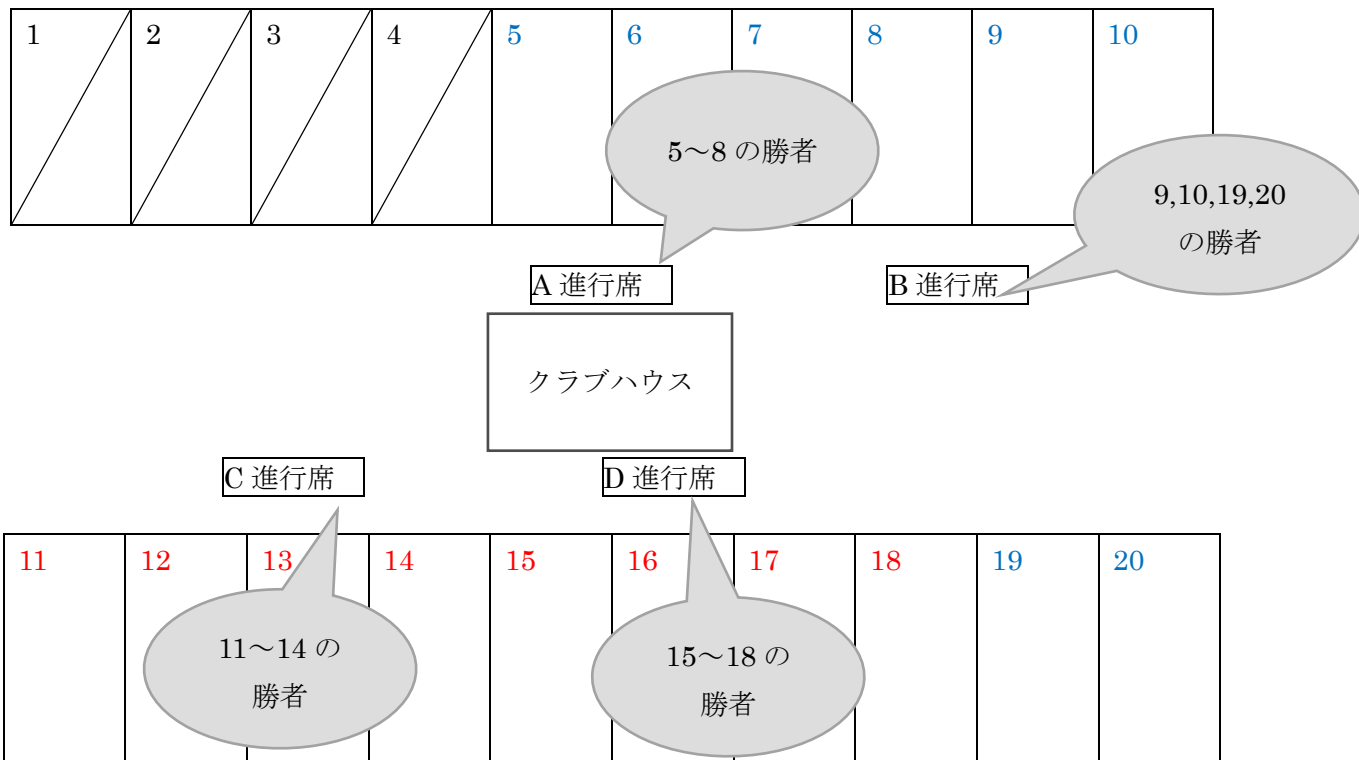 1 2 3 4 5 6 7 8 9 10
5～8 の勝者
9,10,19,20
の勝者
A 進行席
B 進行席
クラブハウス
C 進行席
D 進行席
11 12 13 14 15 16 17 18 19 20
11～14 の
勝者
15～18 の
勝者